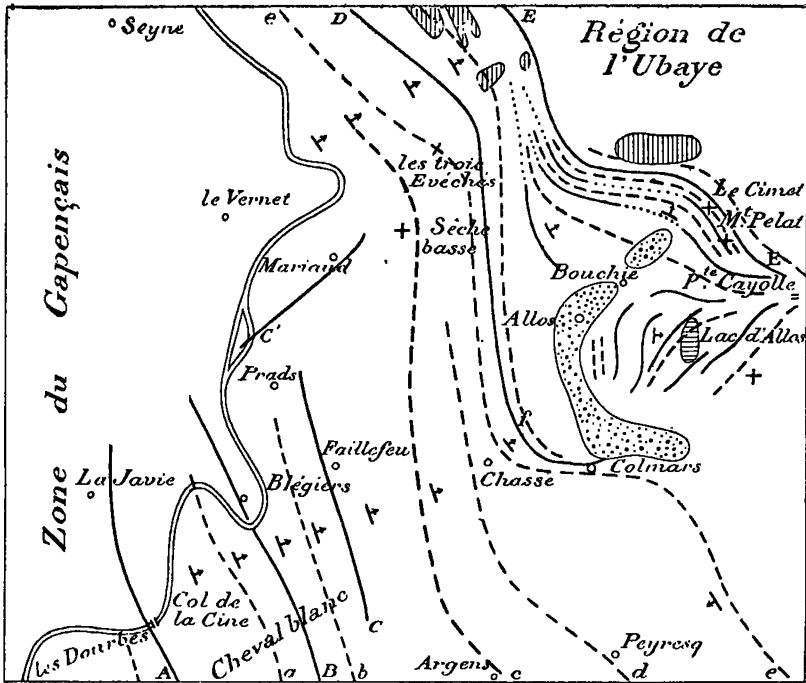 Seyne
e
D
E
Région de
l'Ubaye
Zone du Gapençais
les trois
Evêchés
Le Cimet
Mt Pelat
le Vernet
Sèche
basse
Mariaud
E
Bouchie
Pte Cayolle
Allos
Lac d'Allos
C'
Prads
f
Faillefeu
La Javie
Blégiers
Chasse
Colmars
Col de
la Cine
Cheval blanc
C
les Dourbes
Peyresq
A
a
B
b
Argens
c
d
e